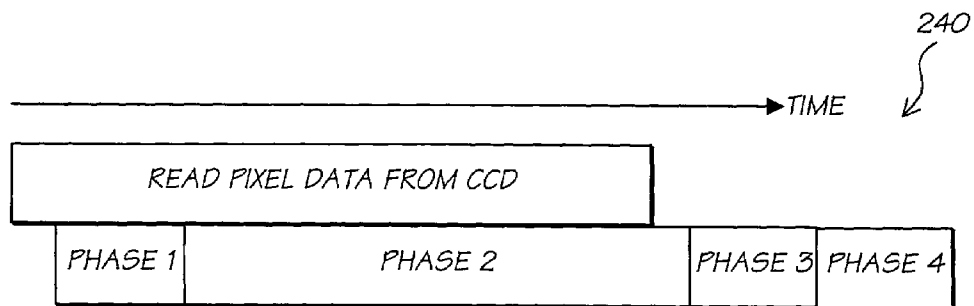 240
TIME
READ PIXEL DATA FROM CCD
PHASE 1 PHASE 2 PHASE 3 PHASE 4